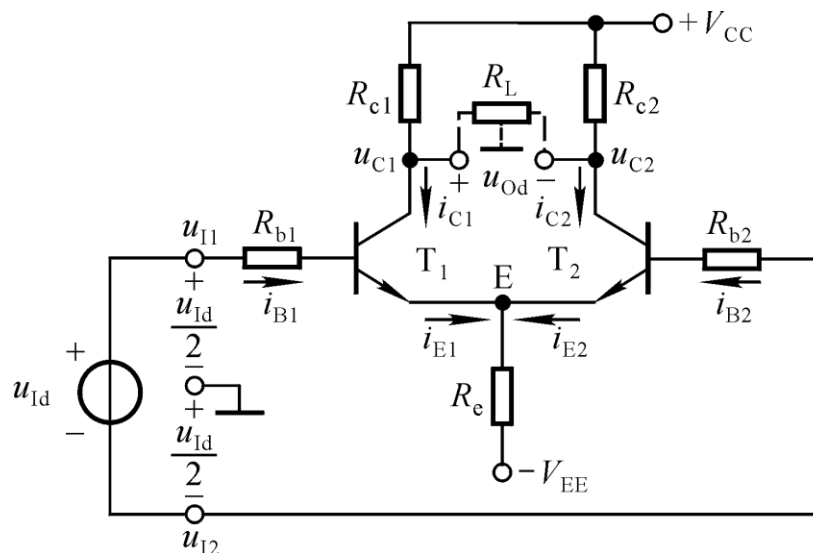 +V_CC
R_c1
R_L
R_c2
u_C1
+
u_Od
−
u_C2
i_C1
i_C2
u_I1
R_b1
T_1
T_2
R_b2
+
i_B1
E
i_B2
u_Id/2
i_E1
i_E2
−
+
u_Id
−
R_e
+
u_Id/2
−
−V_EE
u_I2